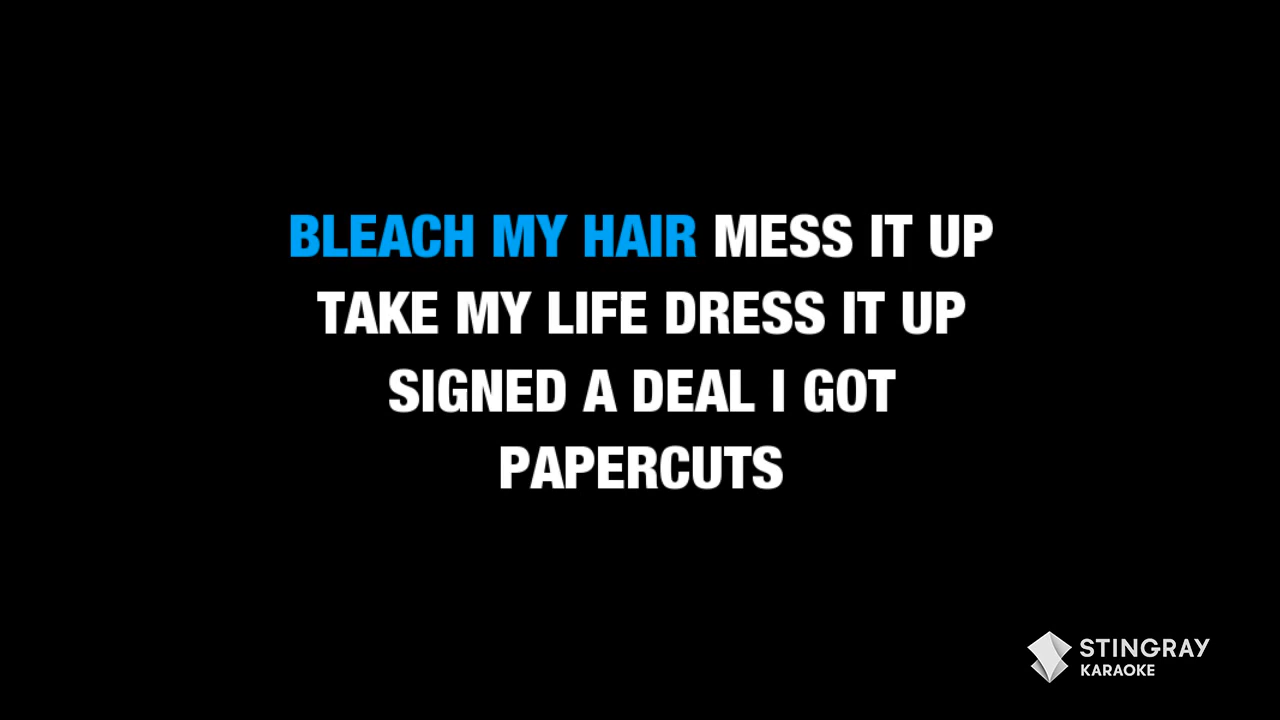 BLEACH MY HAIR MESS IT UP
TAKE MY LIFE DRESS IT UP
SIGNED A DEAL I GOT
PAPERCUTS
STINGRAY
KARAOKE